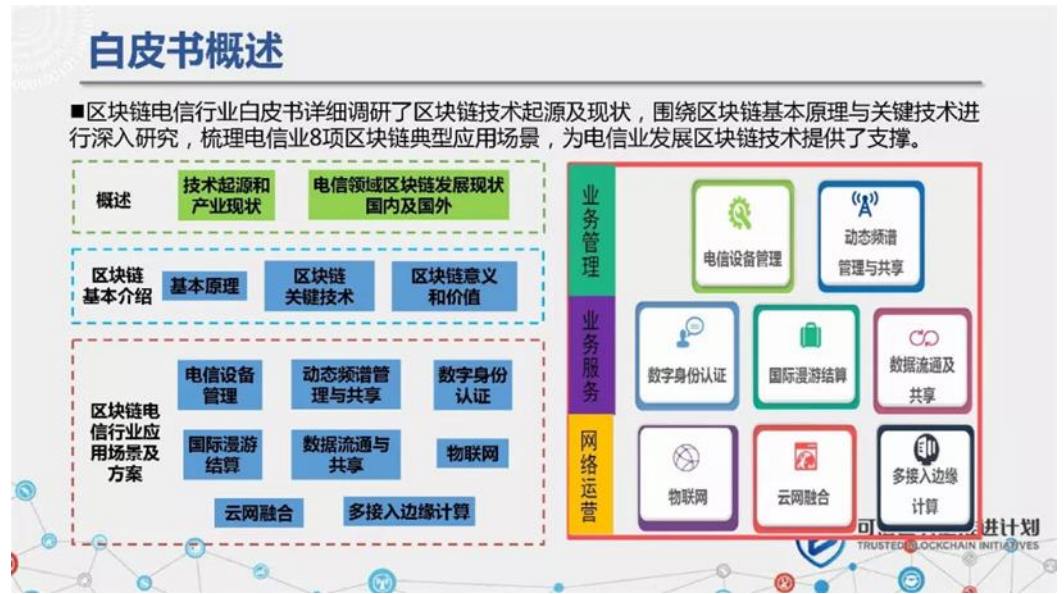 白皮书概述
■区块链电信行业白皮书详细调研了区块链技术起源及现状，围绕区块链基本原理与关键技术进
行深入研究，梳理电信业8项区块链典型应用场景，为电信业发展区块链技术提供了支撑。
概述
技术起源和
产业现状
电信领域区块链发展现状
国内及国外
区块链
基本介绍
基本原理
区块链
关键技术
区块链意义
和价值
区块链电
信行业应
用场景及
方案
电信设备
管理
动态频谱管
理与共享
数字身份
认证
国际漫游
结算
数据流通与
共享
物联网
云网融合
多接入边缘计算
业务管理
电信设备管理
动态频谱
管理与共享
业务服务
数字身份认证
国际漫游结算
数据流通及
共享
网络运营
物联网
云网融合
多接入边缘
计算
进计划
TRUSTED BLOCKCHAIN INITIATIVES